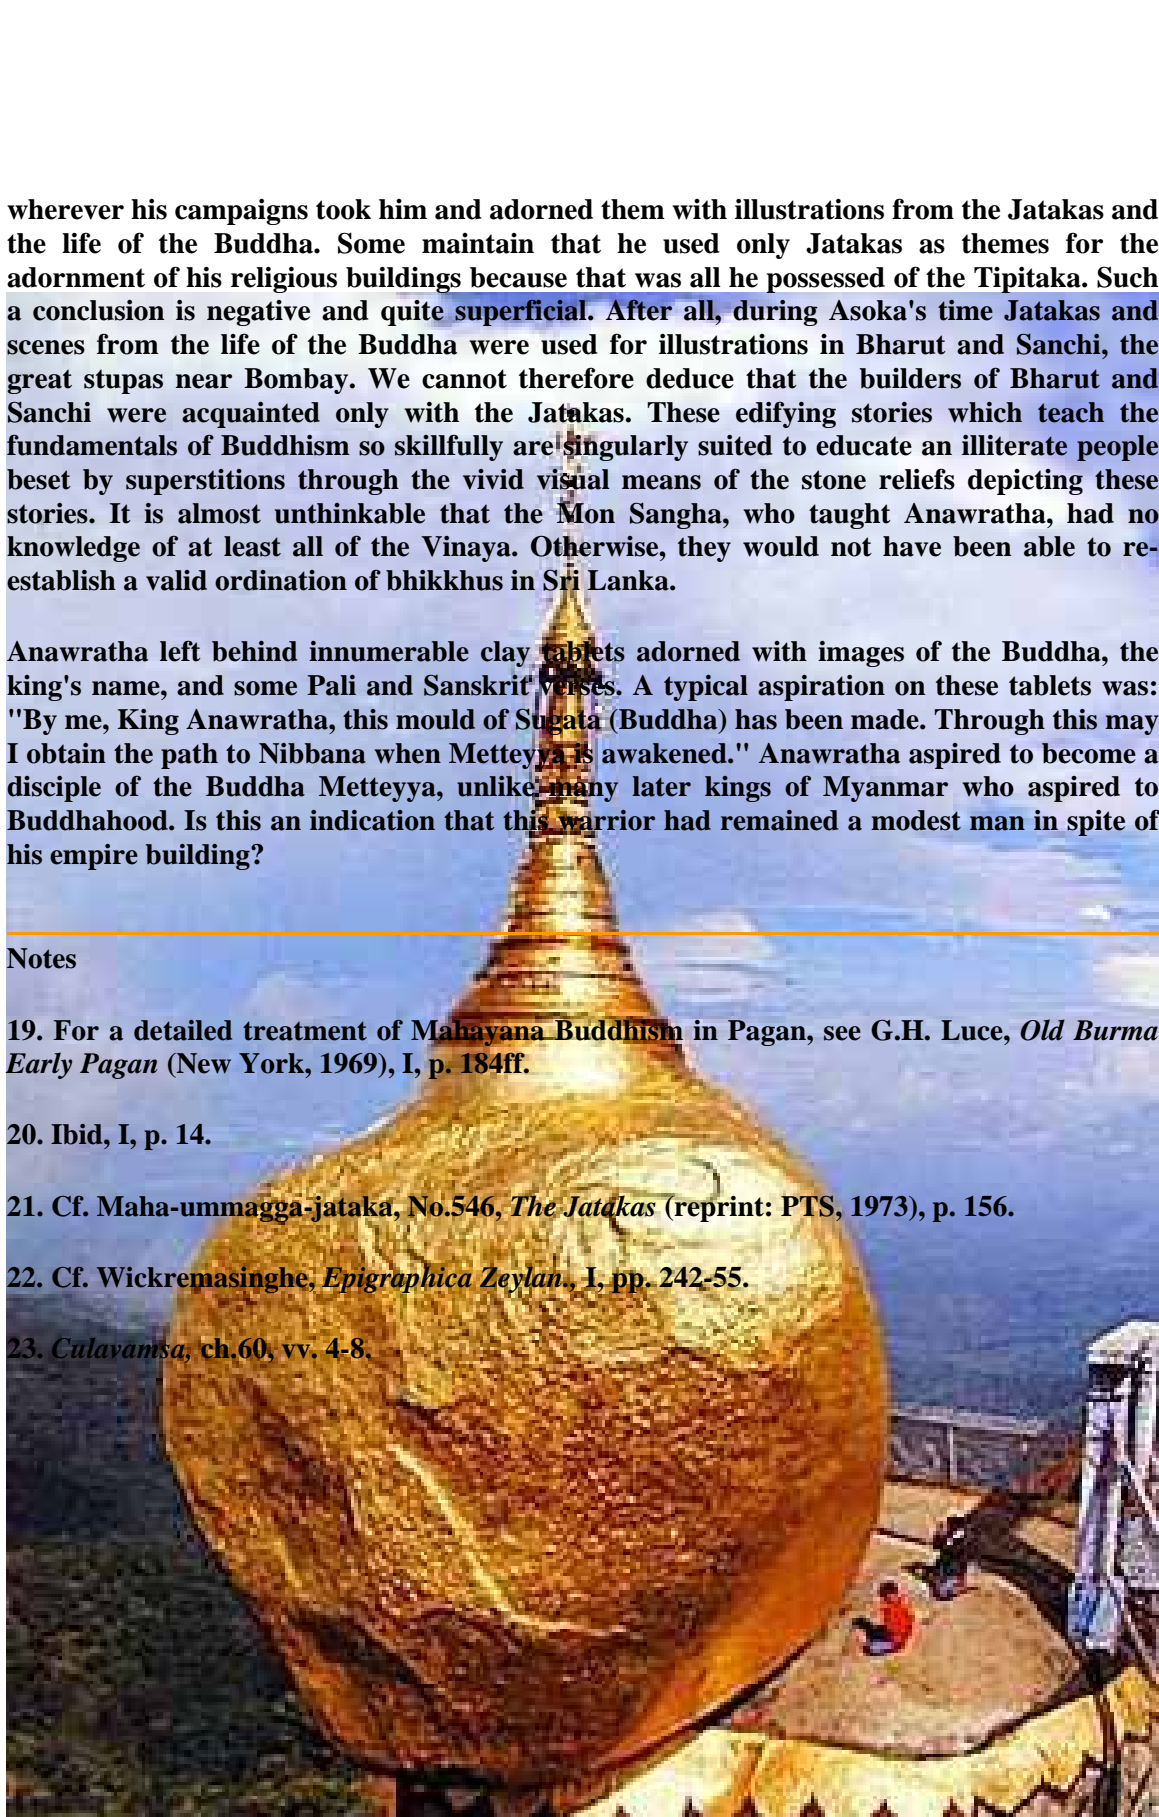 wherever his campaigns took him and adorned them with illustrations from the Jatakas and
the life of the Buddha. Some maintain that he used only Jatakas as themes for the
adornment of his religious buildings because that was all he possessed of the Tipitaka. Such
a conclusion is negative and quite superficial. After all, during Asoka's time Jatakas and
scenes from the life of the Buddha were used for illustrations in Bharut and Sanchi, the
great stupas near Bombay. We cannot therefore deduce that the builders of Bharut and
Sanchi were acquainted only with the Jatakas. These edifying stories which teach the
fundamentals of Buddhism so skillfully are singularly suited to educate an illiterate people
beset by superstitions through the vivid visual means of the stone reliefs depicting these
stories. It is almost unthinkable that the Mon Sangha, who taught Anawratha, had no
knowledge of at least all of the Vinaya. Otherwise, they would not have been able to re-
establish a valid ordination of bhikkhus in Sri Lanka.
Anawratha left behind innumerable clay tablets adorned with images of the Buddha, the
king's name, and some Pali and Sanskrit verses. A typical aspiration on these tablets was:
"By me, King Anawratha, this mould of Sugata (Buddha) has been made. Through this may
I obtain the path to Nibbana when Metteyya is awakened." Anawratha aspired to become a
disciple of the Buddha Metteyya, unlike many later kings of Myanmar who aspired to
Buddhahood. Is this an indication that this warrior had remained a modest man in spite of
his empire building?
Notes
19. For a detailed treatment of Mahayana Buddhism in Pagan, see G.H. Luce, Old Burma
Early Pagan (New York, 1969), I, p. 184ff.
20. Ibid, I, p. 14.
21. Cf. Maha-ummagga-jataka, No.546, The Jatakas (reprint: PTS, 1973), p. 156.
22. Cf. Wickremasinghe, Epigraphica Zeylan., I, pp. 242-55.
23. Culavamsa, ch.60, vv. 4-8.